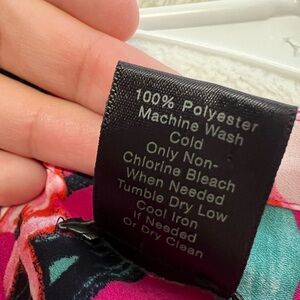 100% Polyester
Machine Wash
Cold
Only Non-
Chlorine Bleach
When Needed
Tumble Dry Low
Cool Iron
If Needed
Or Dry Clean